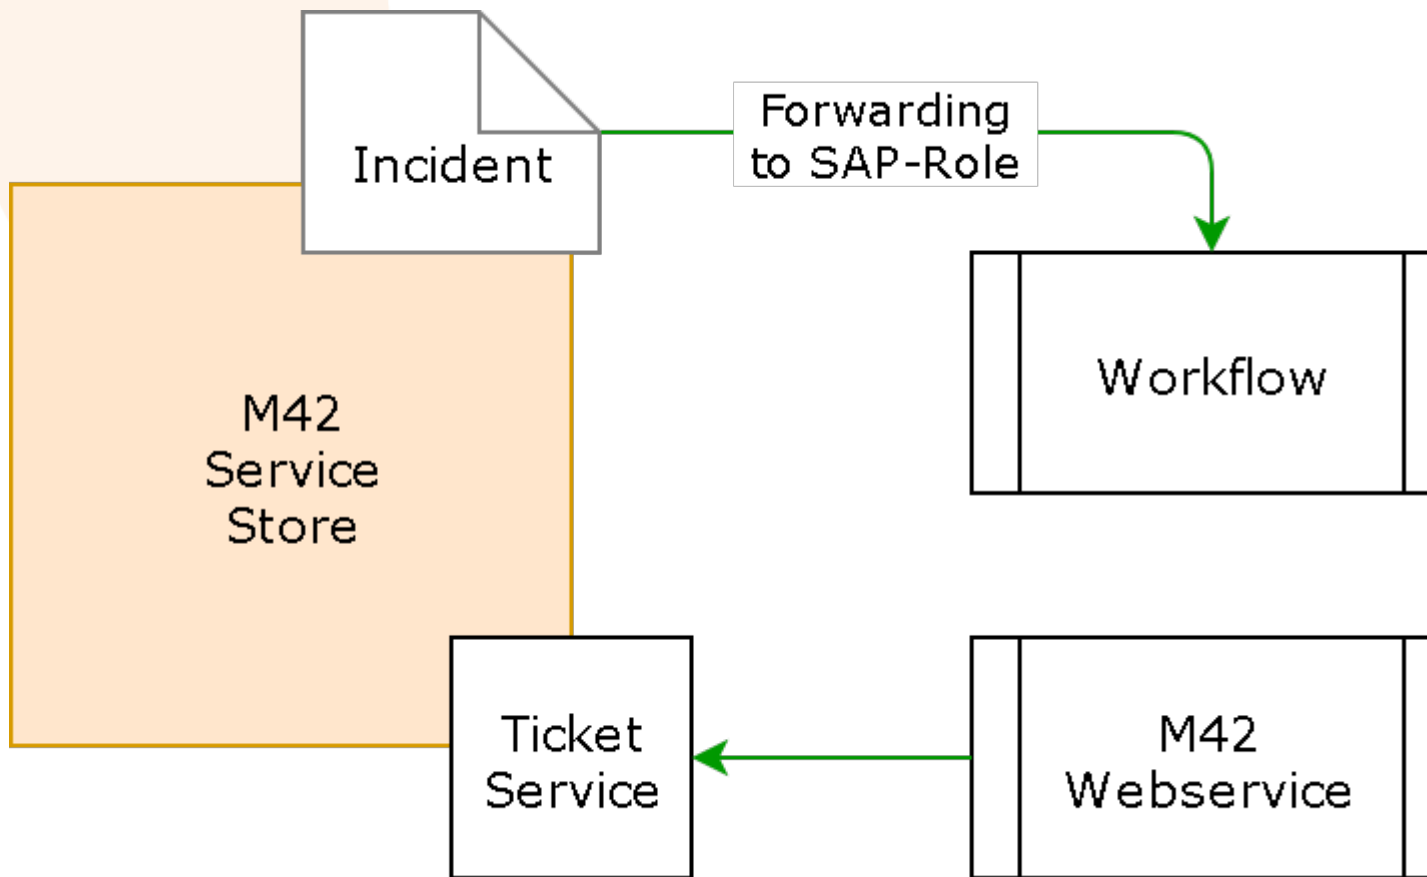 Incident
Forwarding
to SAP-Role
Workflow
M42
Service
Store
Ticket
Service
M42
Webservice